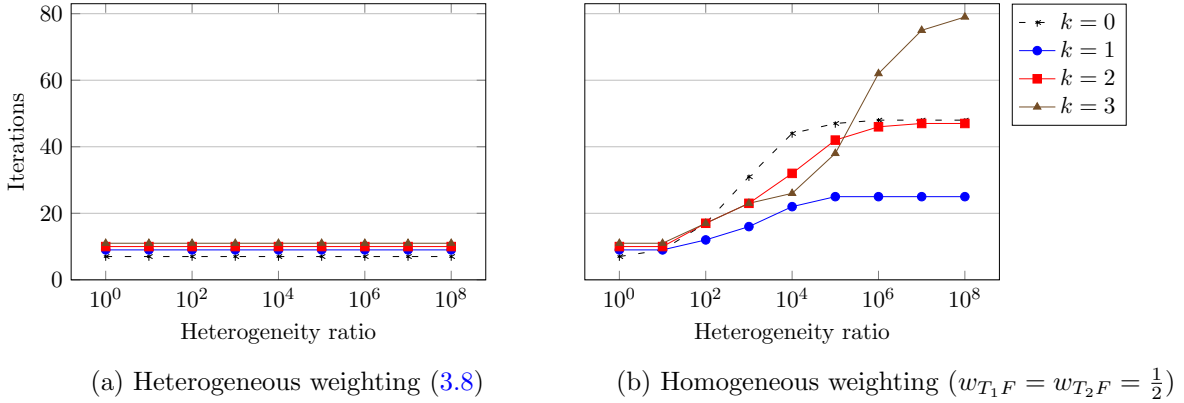 80
60
40
20
0
Iterations
10^0 10^2 10^4 10^6 10^8
Heterogeneity ratio
(a) Heterogeneous weighting (3.8)
10^0 10^2 10^4 10^6 10^8
Heterogeneity ratio
(b) Homogeneous weighting (w_{T_1F} = w_{T_2F} = 1/2)
k = 0
k = 1
k = 2
k = 3